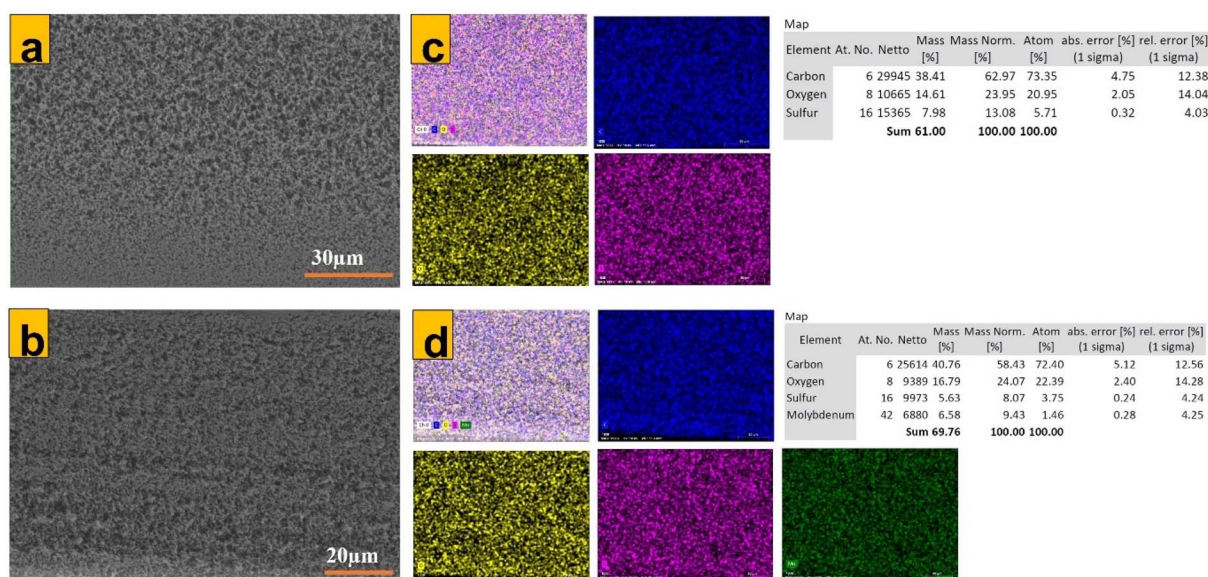 a
30µm
b
20µm
c
Ch 0 C O S
d
Ch 0 C O S Mo
Mo
Map
Element At. No. Netto Mass [%] Mass Norm. [%] Atom [%] abs. error [%] (1 sigma) rel. error [%] (1 sigma)
Carbon 6 29945 38.41 62.97 73.35 4.75 12.38
Oxygen 8 10665 14.61 23.95 20.95 2.05 14.04
Sulfur 16 15365 7.98 13.08 5.71 0.32 4.03
Sum 61.00 100.00 100.00
Map
Element At. No. Netto Mass [%] Mass Norm. [%] Atom [%] abs. error [%] (1 sigma) rel. error [%] (1 sigma)
Carbon 6 25614 40.76 58.43 72.40 5.12 12.56
Oxygen 8 9389 16.79 24.07 22.39 2.40 14.28
Sulfur 16 9973 5.63 8.07 3.75 0.24 4.24
Molybdenum 42 6880 6.58 9.43 1.46 0.28 4.25
Sum 69.76 100.00 100.00